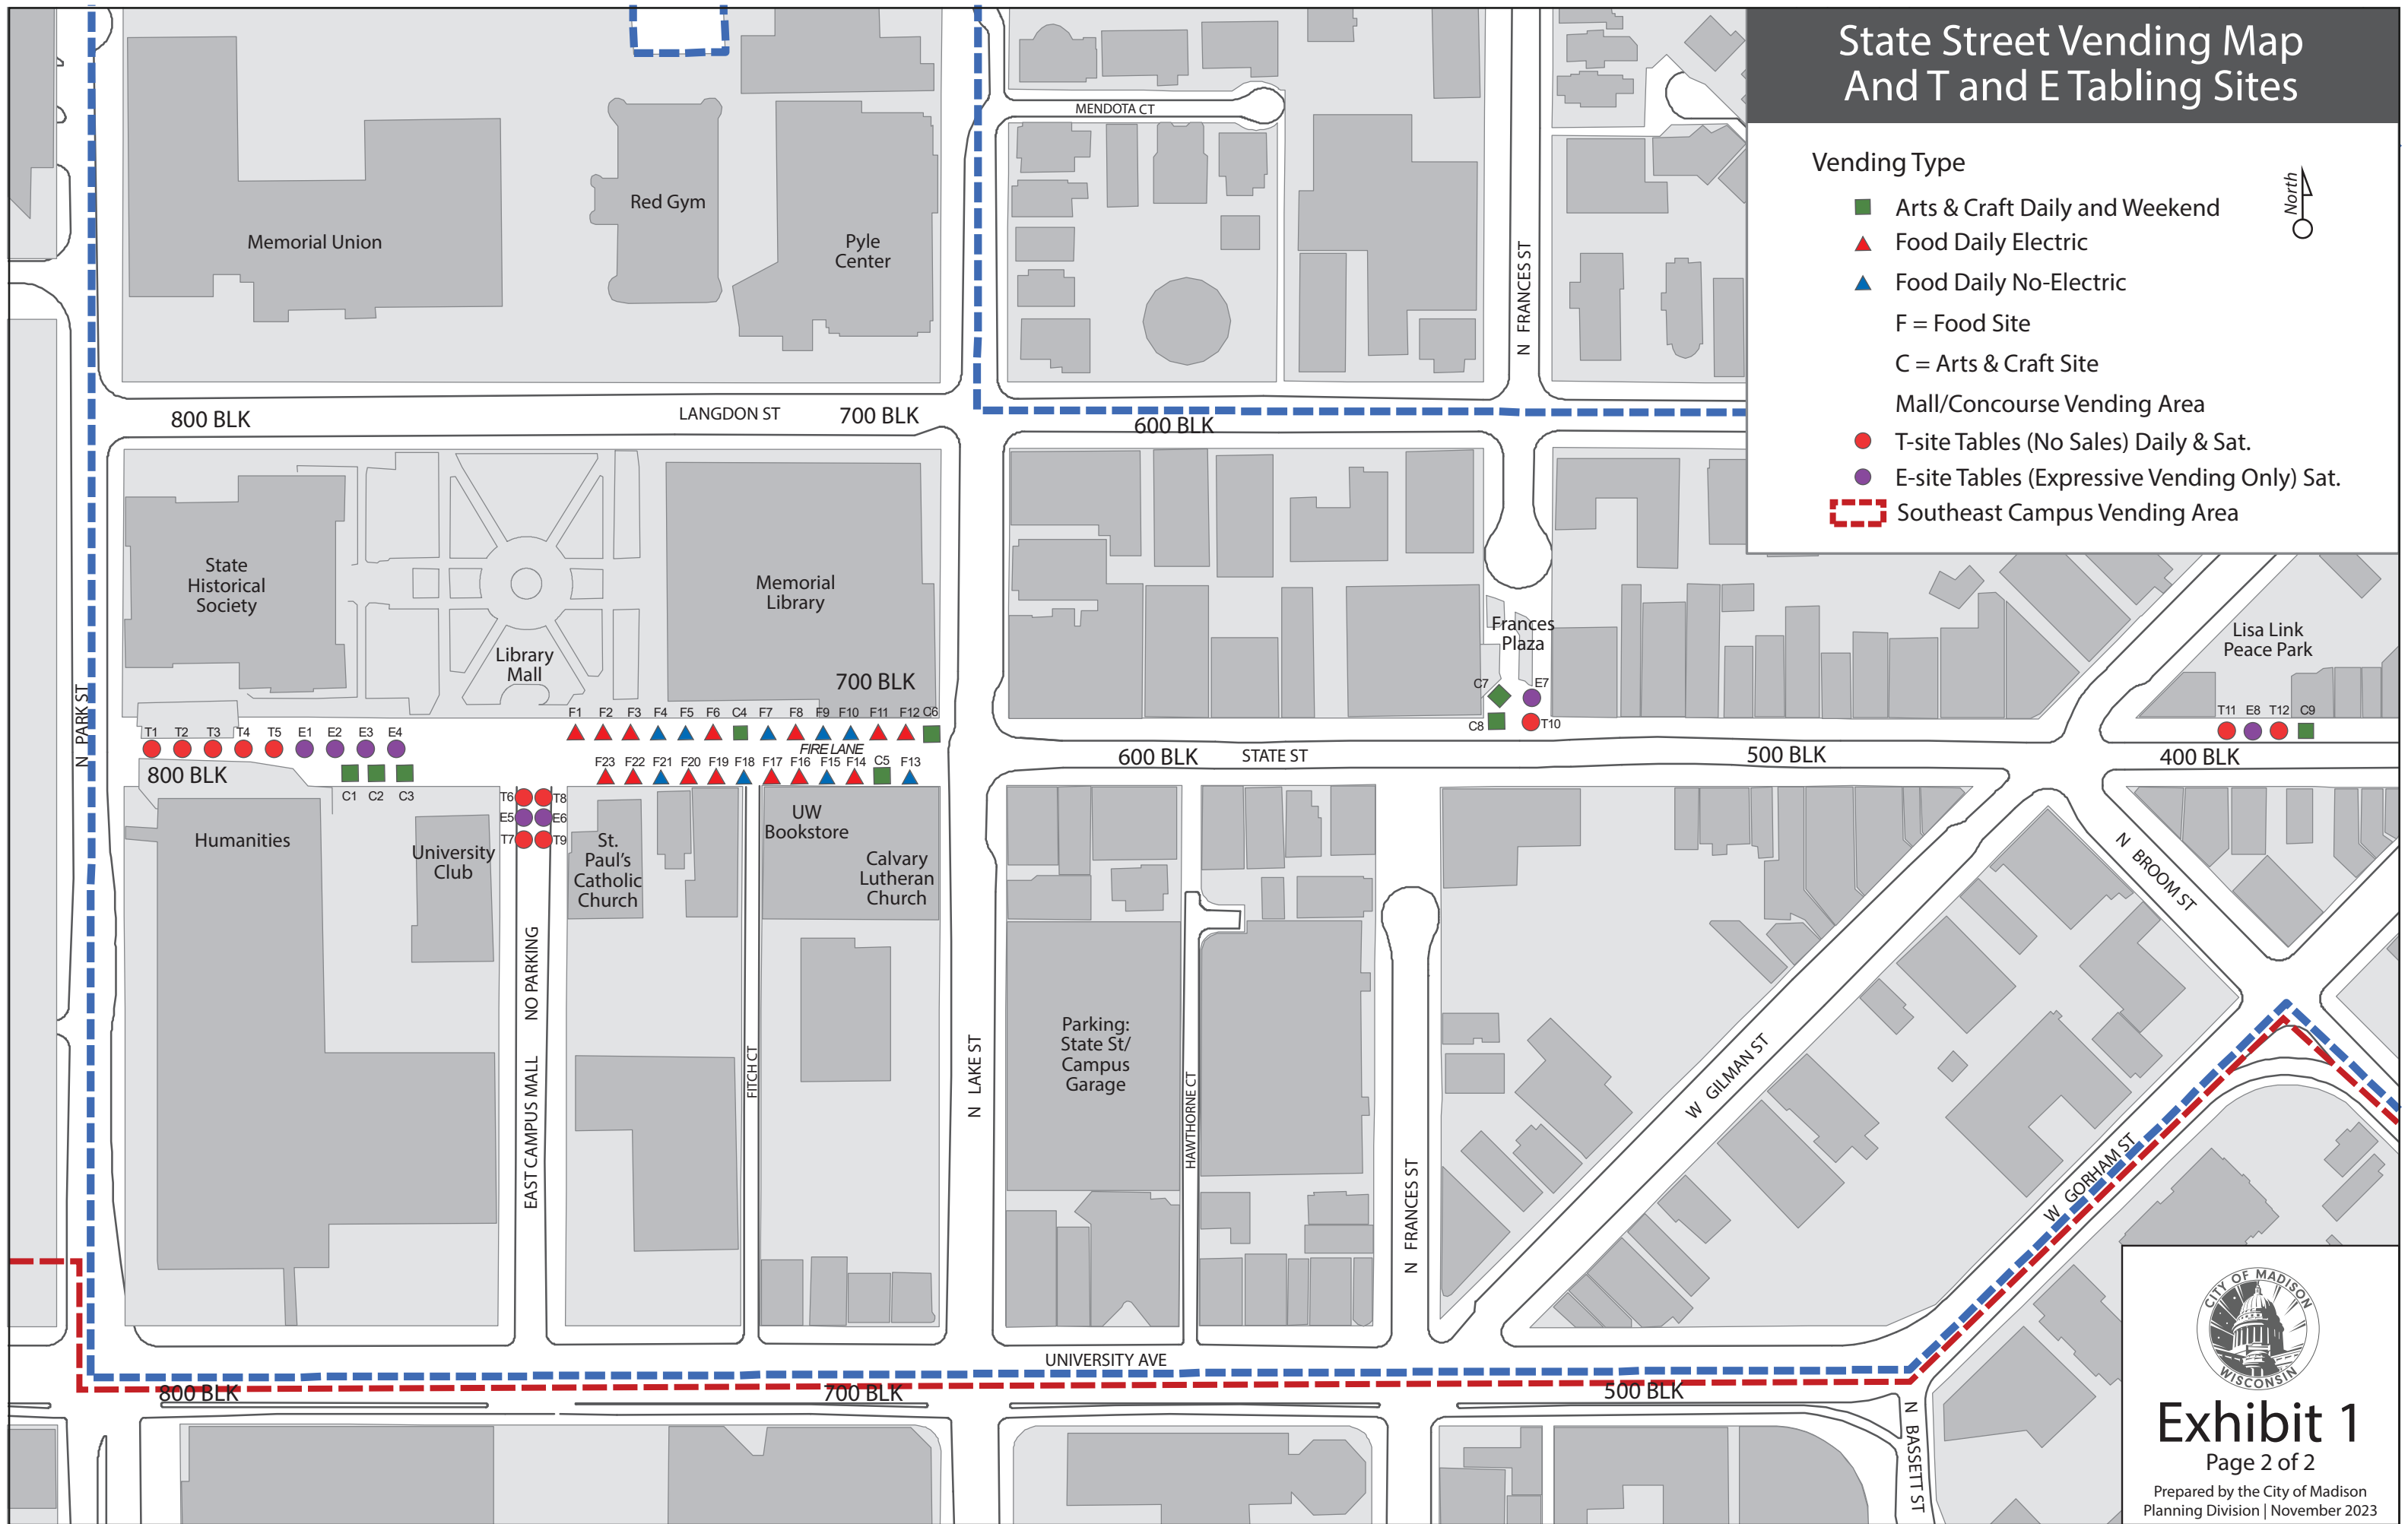 State Street Vending Map
And T and E Tabling Sites
Vending Type
North
Arts & Craft Daily and Weekend
Food Daily Electric
Food Daily No-Electric
F = Food Site
C = Arts & Craft Site
Mall/Concourse Vending Area
T-site Tables (No Sales) Daily & Sat.
E-site Tables (Expressive Vending Only) Sat.
Southeast Campus Vending Area
MENDOTA CT
Red Gym
Memorial Union
Pyle
Center
N FRANCES ST
800 BLK
LANGDON ST
700 BLK
600 BLK
State
Historical
Society
Memorial
Library
Library
Mall
700 BLK
Frances
Plaza
Lisa Link
Peace Park
N PARK ST
C7
E7
C8
T10
F1 F2 F3 F4 F5 F6 C4 F7 F8 F9 F10 F11 F12 C6
T11 E8 T12 C9
T1 T2 T3 T4 T5 E1 E2 E3 E4
FIRE LANE
600 BLK
STATE ST
500 BLK
400 BLK
F23 F22 F21 F20 F19 F18 F17 F16 F15 F14 C5 F13
800 BLK
C1 C2 C3
T6 T8
E5 E6
T7 T9
Humanities
University
Club
St.
Paul's
Catholic
Church
UW
Bookstore
Calvary
Lutheran
Church
N BROOM ST
NO PARKING
EAST CAMPUS MALL
FITCH CT
N LAKE ST
Parking:
State St/
Campus
Garage
HAWTHORNE CT
N FRANCES ST
W GILMAN ST
W GORHAM ST
UNIVERSITY AVE
800 BLK
700 BLK
500 BLK
N BASSETT ST
CITY OF MADISON
WISCONSIN
Exhibit 1
Page 2 of 2
Prepared by the City of Madison
Planning Division | November 2023